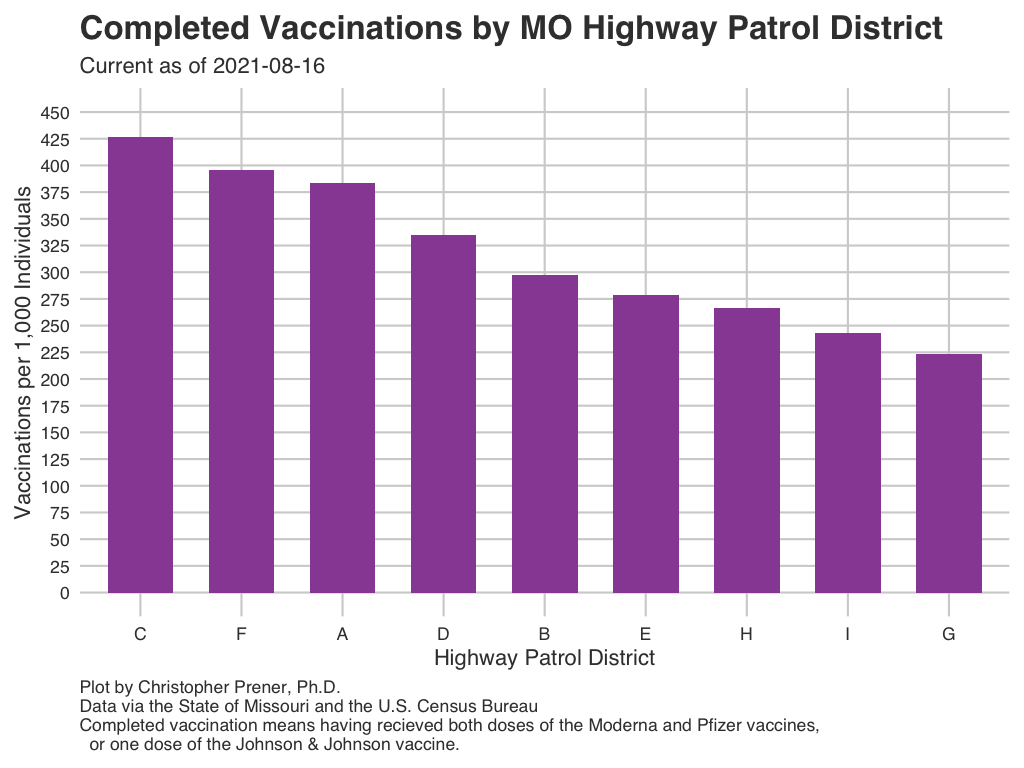 Completed Vaccinations by MO Highway Patrol District
Current as of 2021-08-16
Vaccinations per 1,000 Individuals
450
425
400
375
350
325
300
275
250
225
200
175
150
125
100
75
50
25
0
C F A D B E H I G
Highway Patrol District
Plot by Christopher Prener, Ph.D.
Data via the State of Missouri and the U.S. Census Bureau
Completed vaccination means having recieved both doses of the Moderna and Pfizer vaccines,
or one dose of the Johnson & Johnson vaccine.